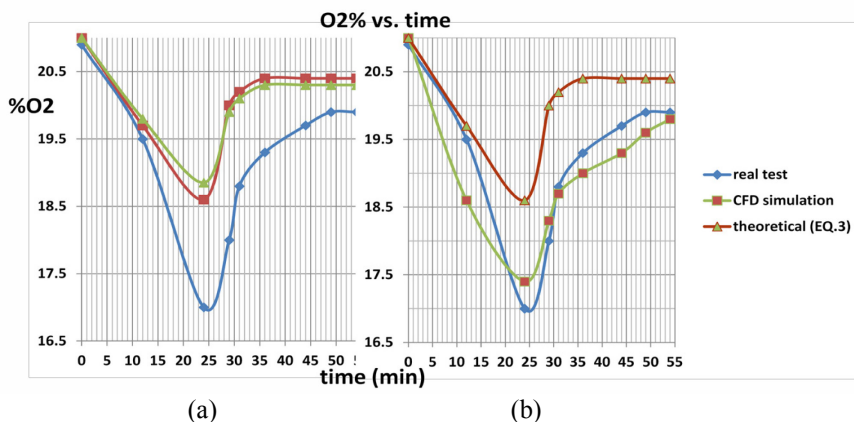 O2% vs. time
%O2
20.5
19.5
18.5
17.5
16.5
0 5 10 15 20 25 30 35 40 45 50
20.5
19.5
18.5
17.5
16.5
0 5 10 15 20 25 30 35 40 45 50 55
real test
CFD simulation
theoretical (EQ.3)
time (min)
(a) (b)